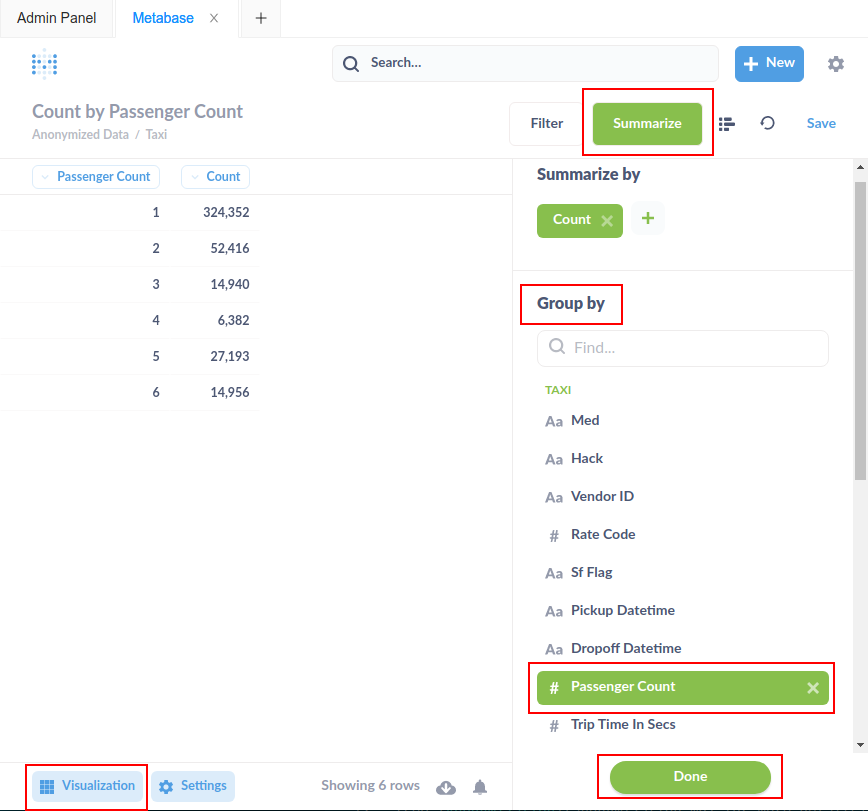 Admin Panel Metabase
Search... New
Count by Passenger Count
Anonymized Data / Taxi
Filter Summarize Save
Passenger Count Count
1 324,352
2 52,416
3 14,940
4 6,382
5 27,193
6 14,956
Summarize by
Count
Group by
Find...
TAXI
Aa Med
Aa Hack
Aa Vendor ID
# Rate Code
Aa Sf Flag
Aa Pickup Datetime
Aa Dropoff Datetime
# Passenger Count
# Trip Time In Secs
Done
Visualization Settings Showing 6 rows